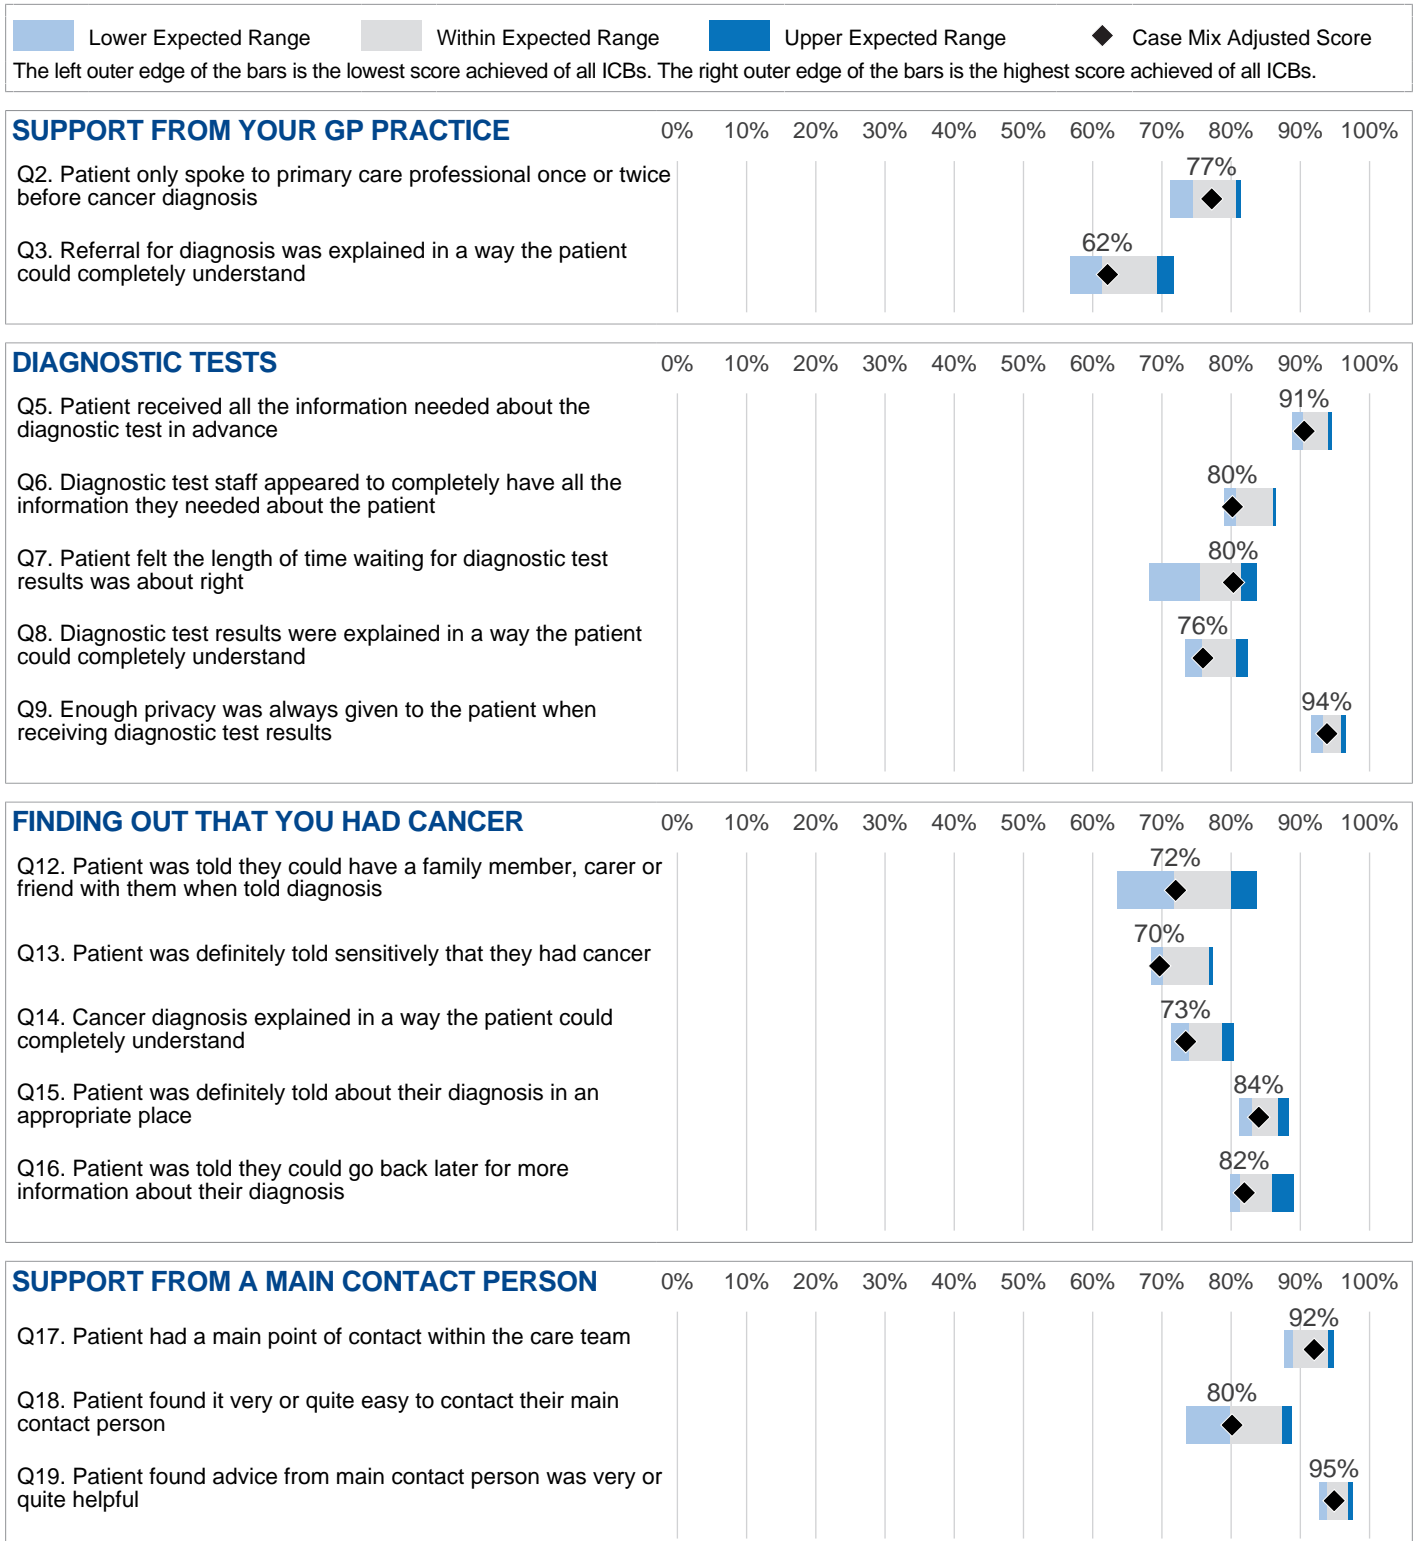 Lower Expected Range Within Expected Range Upper Expected Range Case Mix Adjusted Score
The left outer edge of the bars is the lowest score achieved of all ICBs. The right outer edge of the bars is the highest score achieved of all ICBs.
SUPPORT FROM YOUR GP PRACTICE 0% 10% 20% 30% 40% 50% 60% 70% 80% 90% 100%
Q2. Patient only spoke to primary care professional once or twice
before cancer diagnosis
77%
Q3. Referral for diagnosis was explained in a way the patient
could completely understand
62%
DIAGNOSTIC TESTS 0% 10% 20% 30% 40% 50% 60% 70% 80% 90% 100%
Q5. Patient received all the information needed about the
diagnostic test in advance
91%
Q6. Diagnostic test staff appeared to completely have all the
information they needed about the patient
80%
Q7. Patient felt the length of time waiting for diagnostic test
results was about right
80%
Q8. Diagnostic test results were explained in a way the patient
could completely understand
76%
Q9. Enough privacy was always given to the patient when
receiving diagnostic test results
94%
FINDING OUT THAT YOU HAD CANCER 0% 10% 20% 30% 40% 50% 60% 70% 80% 90% 100%
Q12. Patient was told they could have a family member, carer or
friend with them when told diagnosis
72%
Q13. Patient was definitely told sensitively that they had cancer
70%
Q14. Cancer diagnosis explained in a way the patient could
completely understand
73%
Q15. Patient was definitely told about their diagnosis in an
appropriate place
84%
Q16. Patient was told they could go back later for more
information about their diagnosis
82%
SUPPORT FROM A MAIN CONTACT PERSON 0% 10% 20% 30% 40% 50% 60% 70% 80% 90% 100%
Q17. Patient had a main point of contact within the care team
92%
Q18. Patient found it very or quite easy to contact their main
contact person
80%
Q19. Patient found advice from main contact person was very or
quite helpful
95%